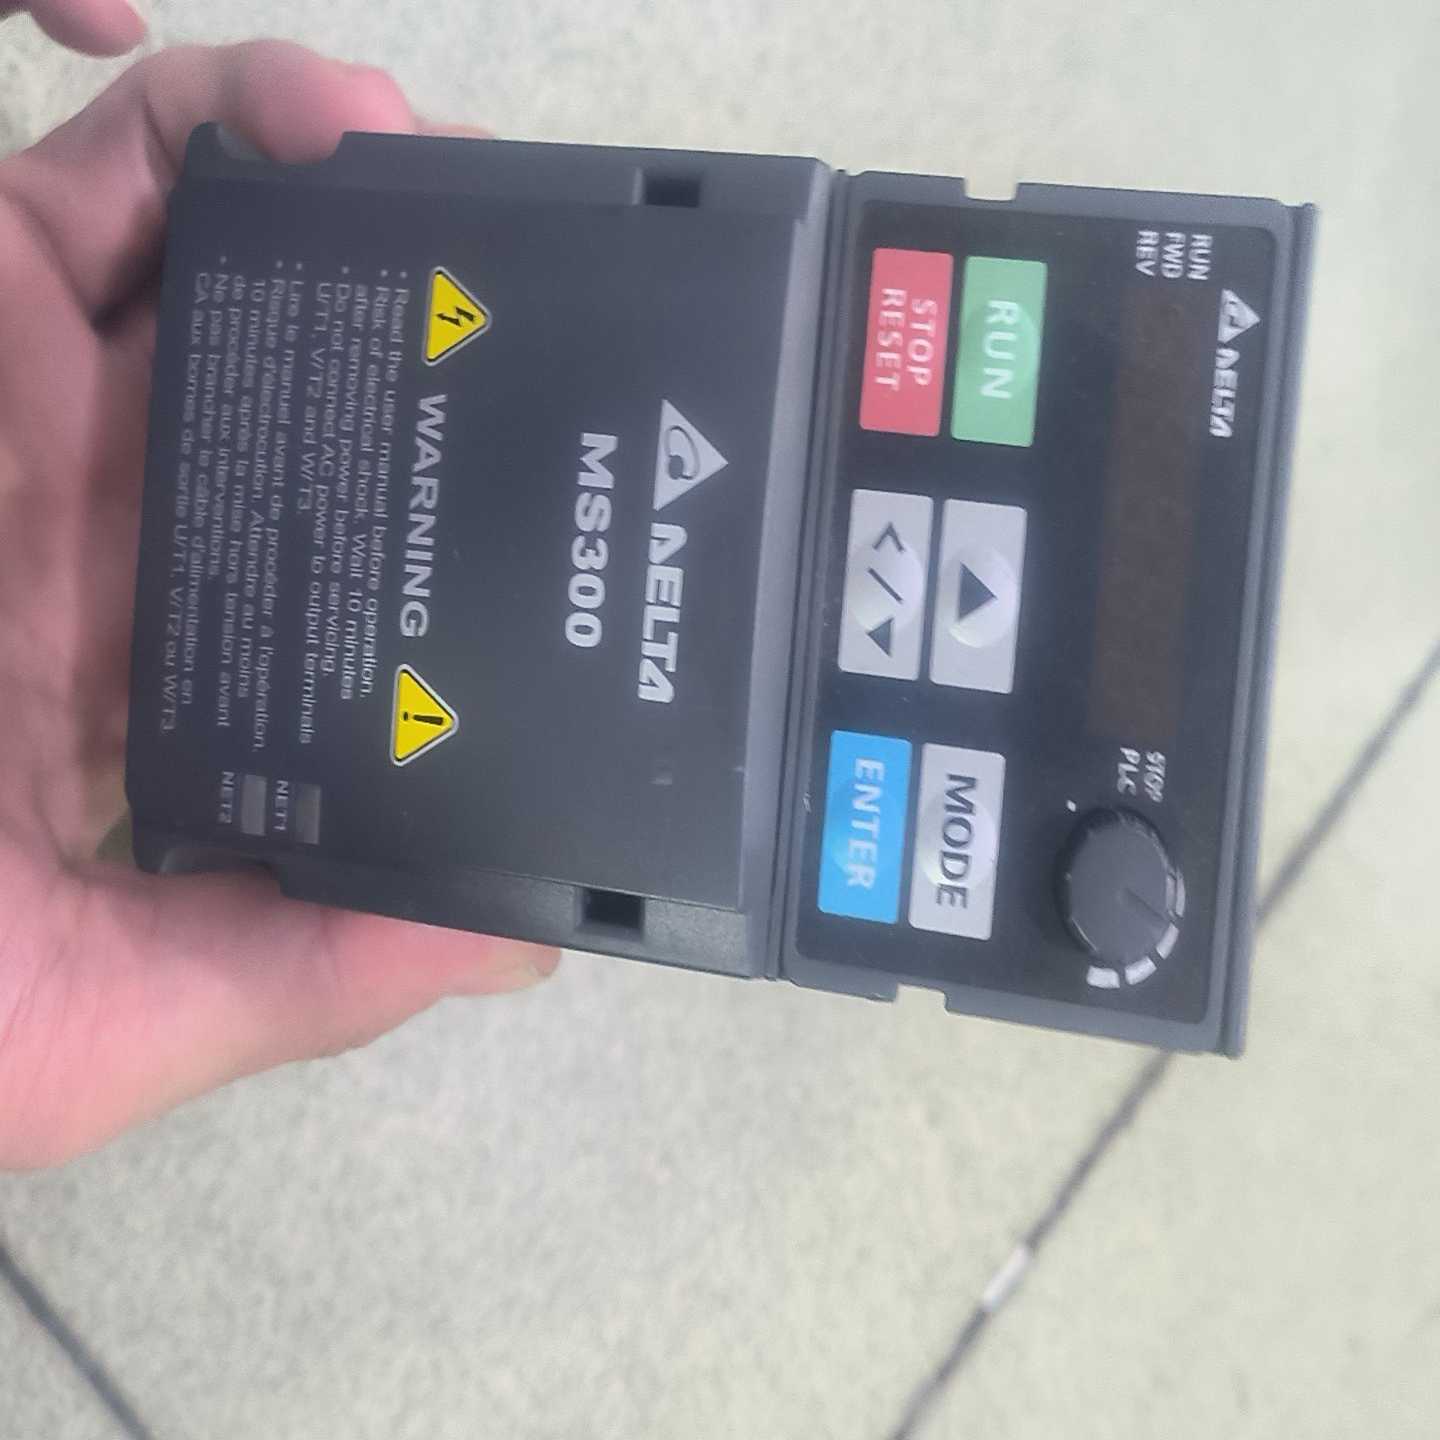 DELTA
RUN
FWD
REV
STOP
PLC
RUN
STOP
RESET
MODE
ENTER
DELTA
MS300
WARNING
• Read the user manual before operation.
• Risk of electrical shock. Wait 10 minutes
after removing power before servicing.
• Do not connect AC power to output terminals
U/T1, V/T2 and W/T3.
• Lire le manuel avant de procéder à l'opération.
• Risque d'électrocution. Attendre au moins
10 minutes après la mise hors tension avant
de procéder aux interventions.
• Ne pas brancher le câble d'alimentation en
CA aux bornes de sortie U/T1, V/T2 ou W/T3
NET1
NET2